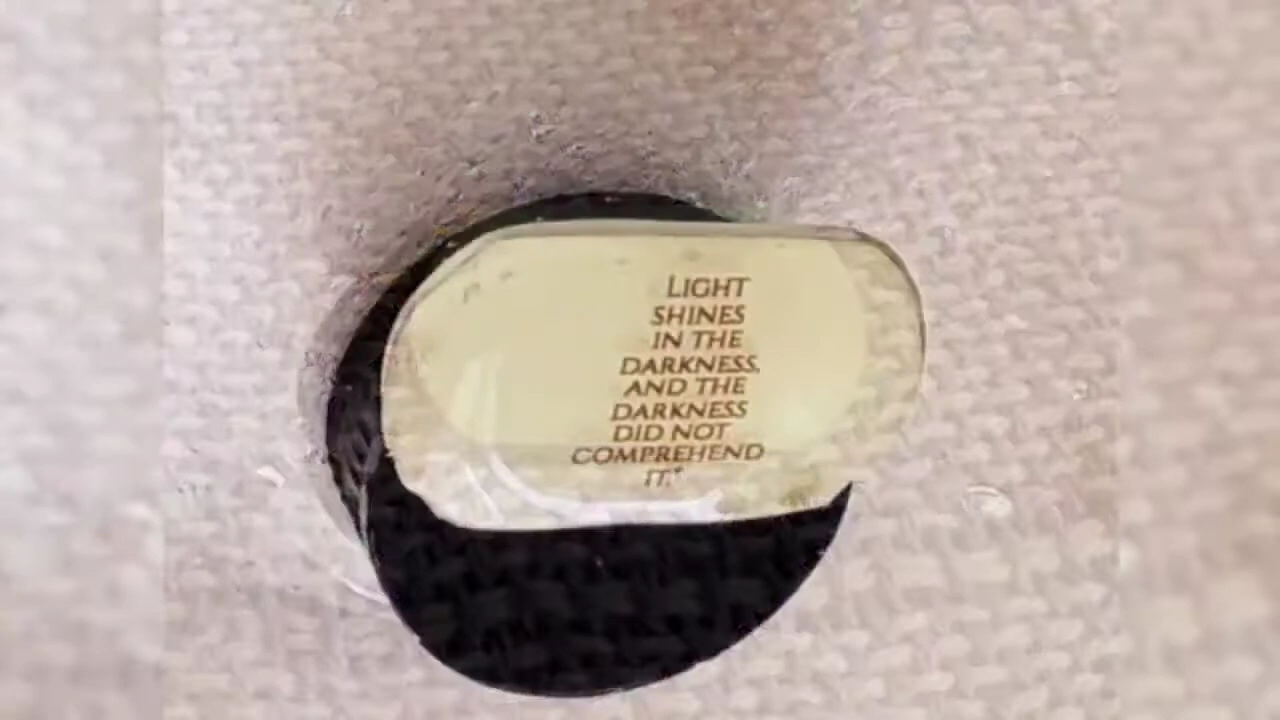 LIGHT
SHINES
IN THE
DARKNESS,
AND THE
DARKNESS
DID NOT
COMPREHEND
IT."